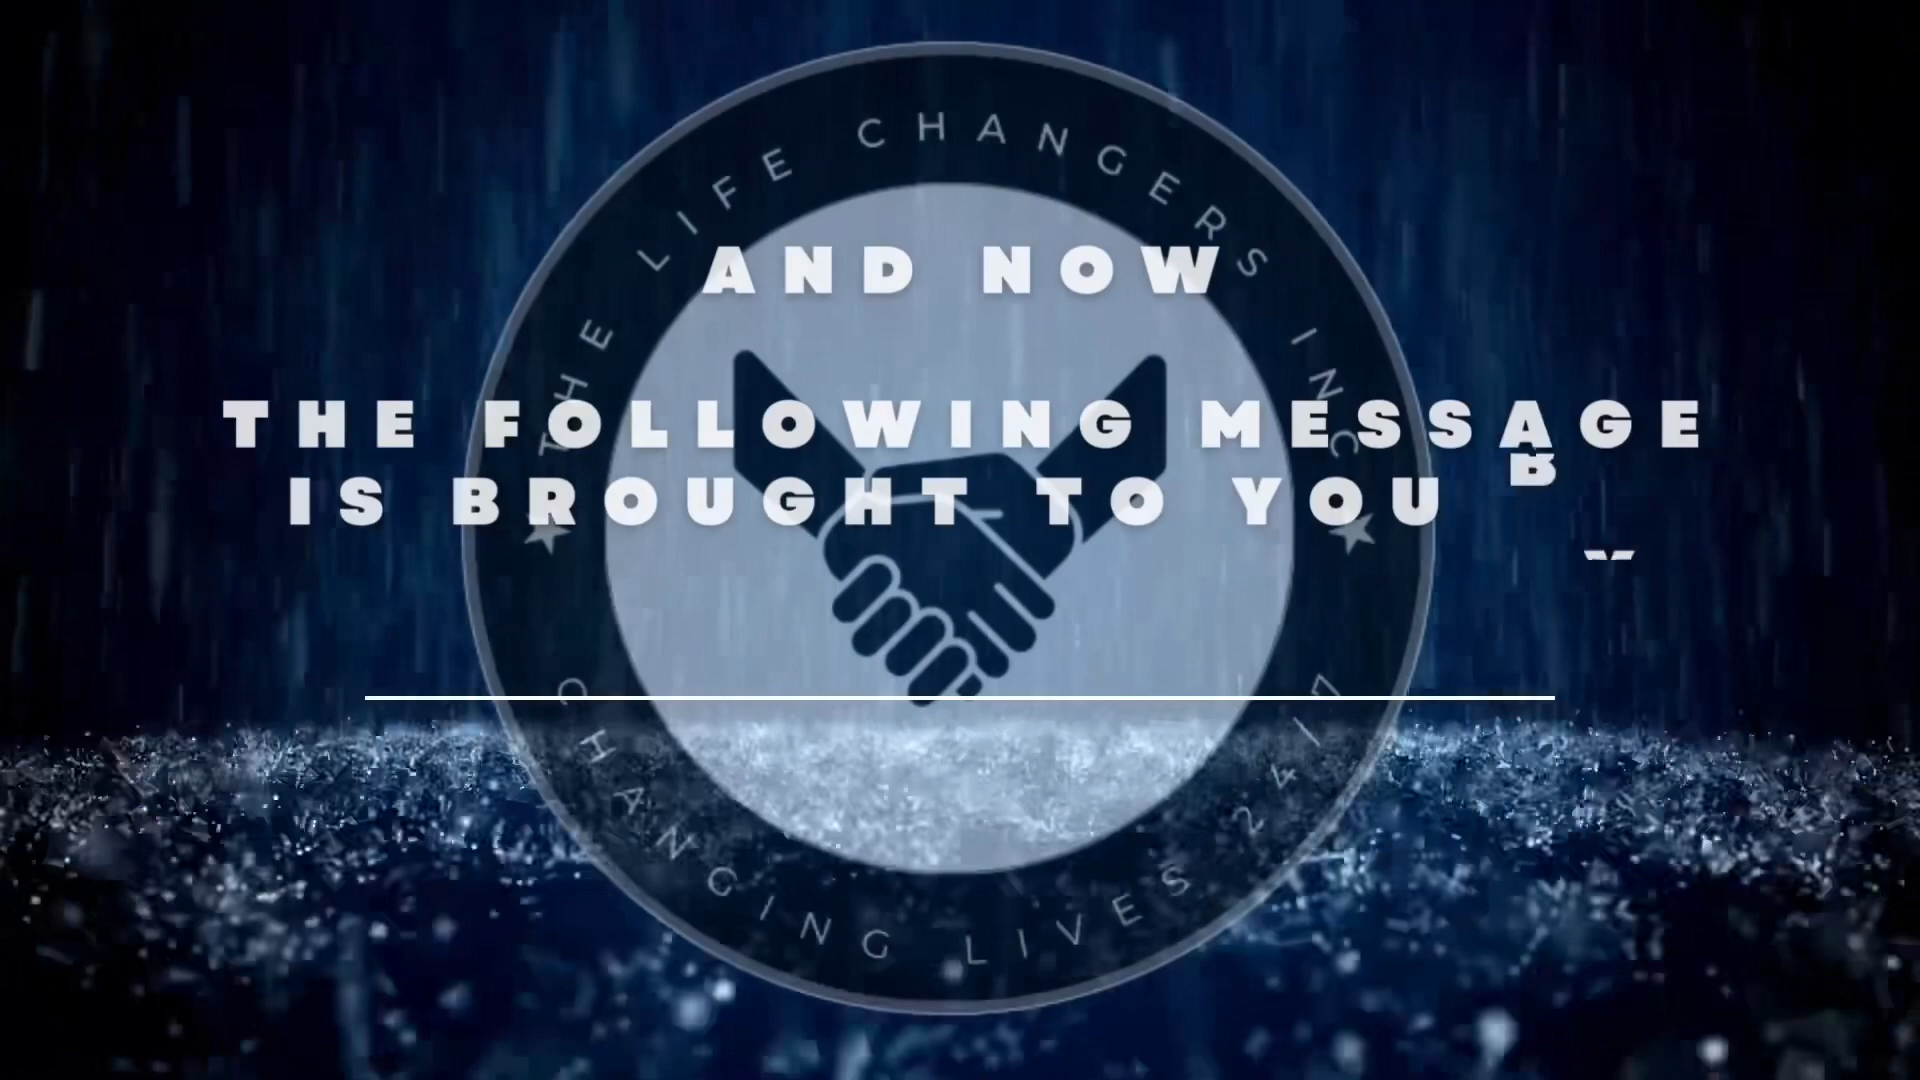 THE LIFE CHANGERS INC
AND NOW
THE FOLLOWING MESSAGE
IS BROUGHT TO YOU B
CHANGING LIVES 24/7